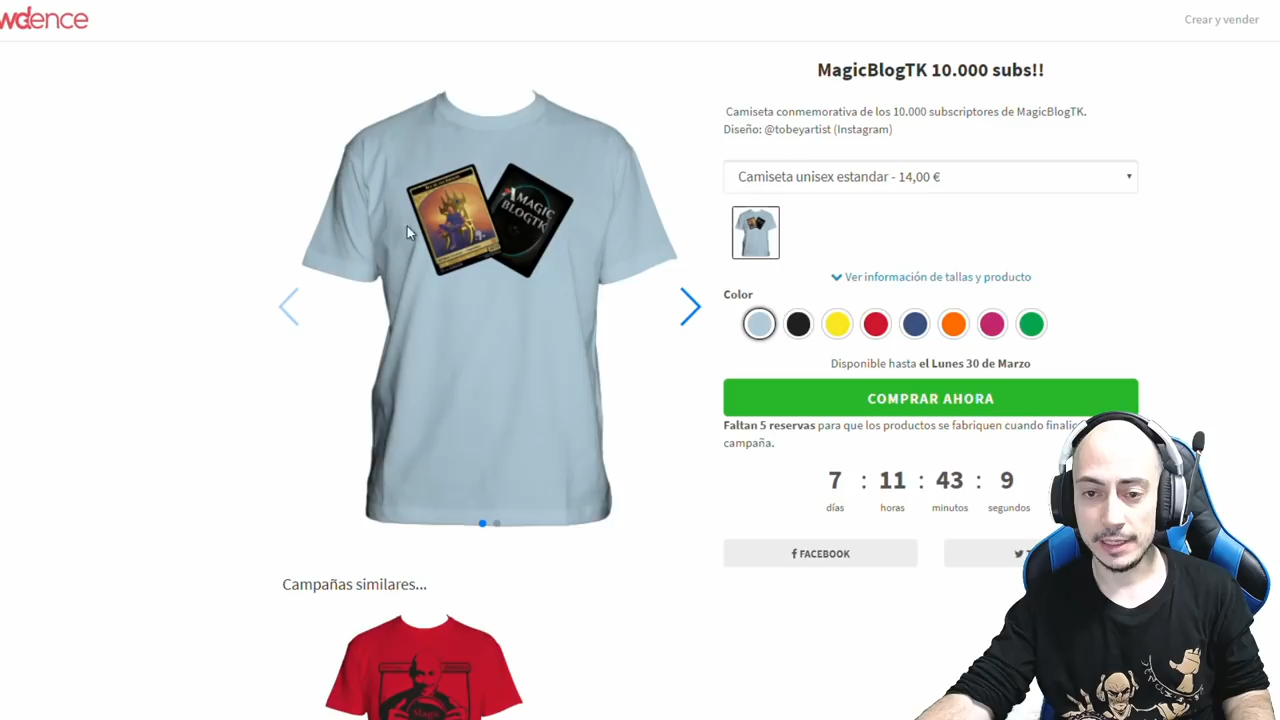 Crear y vender
MagicBlogTK 10.000 subs!!
Camiseta conmemorativa de los 10.000 subscriptores de MagicBlogTK.
Diseño: @tobeyartist (Instagram)
Camiseta unisex estandar - 14,00 €
MAGIC
BLOGTK
Ver información de tallas y producto
Color
Disponible hasta el Lunes 30 de Marzo
COMPRAR AHORA
Faltan 5 reservas para que los productos se fabriquen cuando finalic
campaña.
7 : 11 : 43 : 9
días horas minutos segundos
FACEBOOK
Campañas similares...
Magic